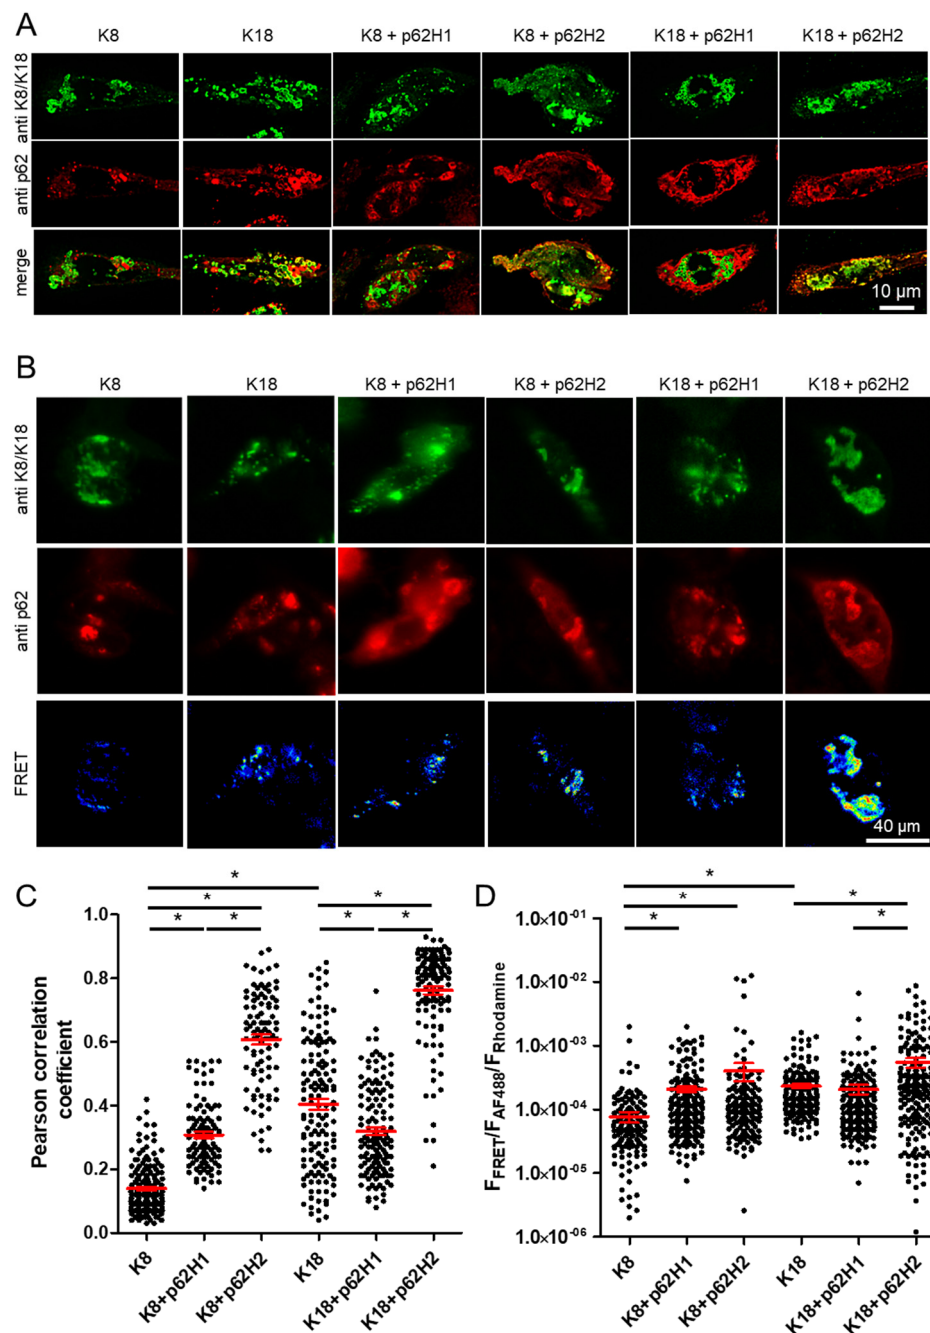 A
K8 K18 K8 + p62H1 K8 + p62H2 K18 + p62H1 K18 + p62H2
anti K8/K18
anti p62
merge
10 µm
B
K8 K18 K8 + p62H1 K8 + p62H2 K18 + p62H1 K18 + p62H2
anti K8/K18
anti p62
FRET
40 µm
C
Pearson correlation
coefficient
1.0
0.8
0.6
0.4
0.2
0.0
* * * * * * *
K8 K8+p62H1 K8+p62H2 K18 K18+p62H1 K18+p62H2
D
FFRET/FAF488/FRhodamine
1.0×10-01
1.0×10-02
1.0×10-03
1.0×10-04
1.0×10-05
1.0×10-06
* * * * *
K8 K8+p62H1 K8+p62H2 K18 K18+p62H1 K18+p62H2